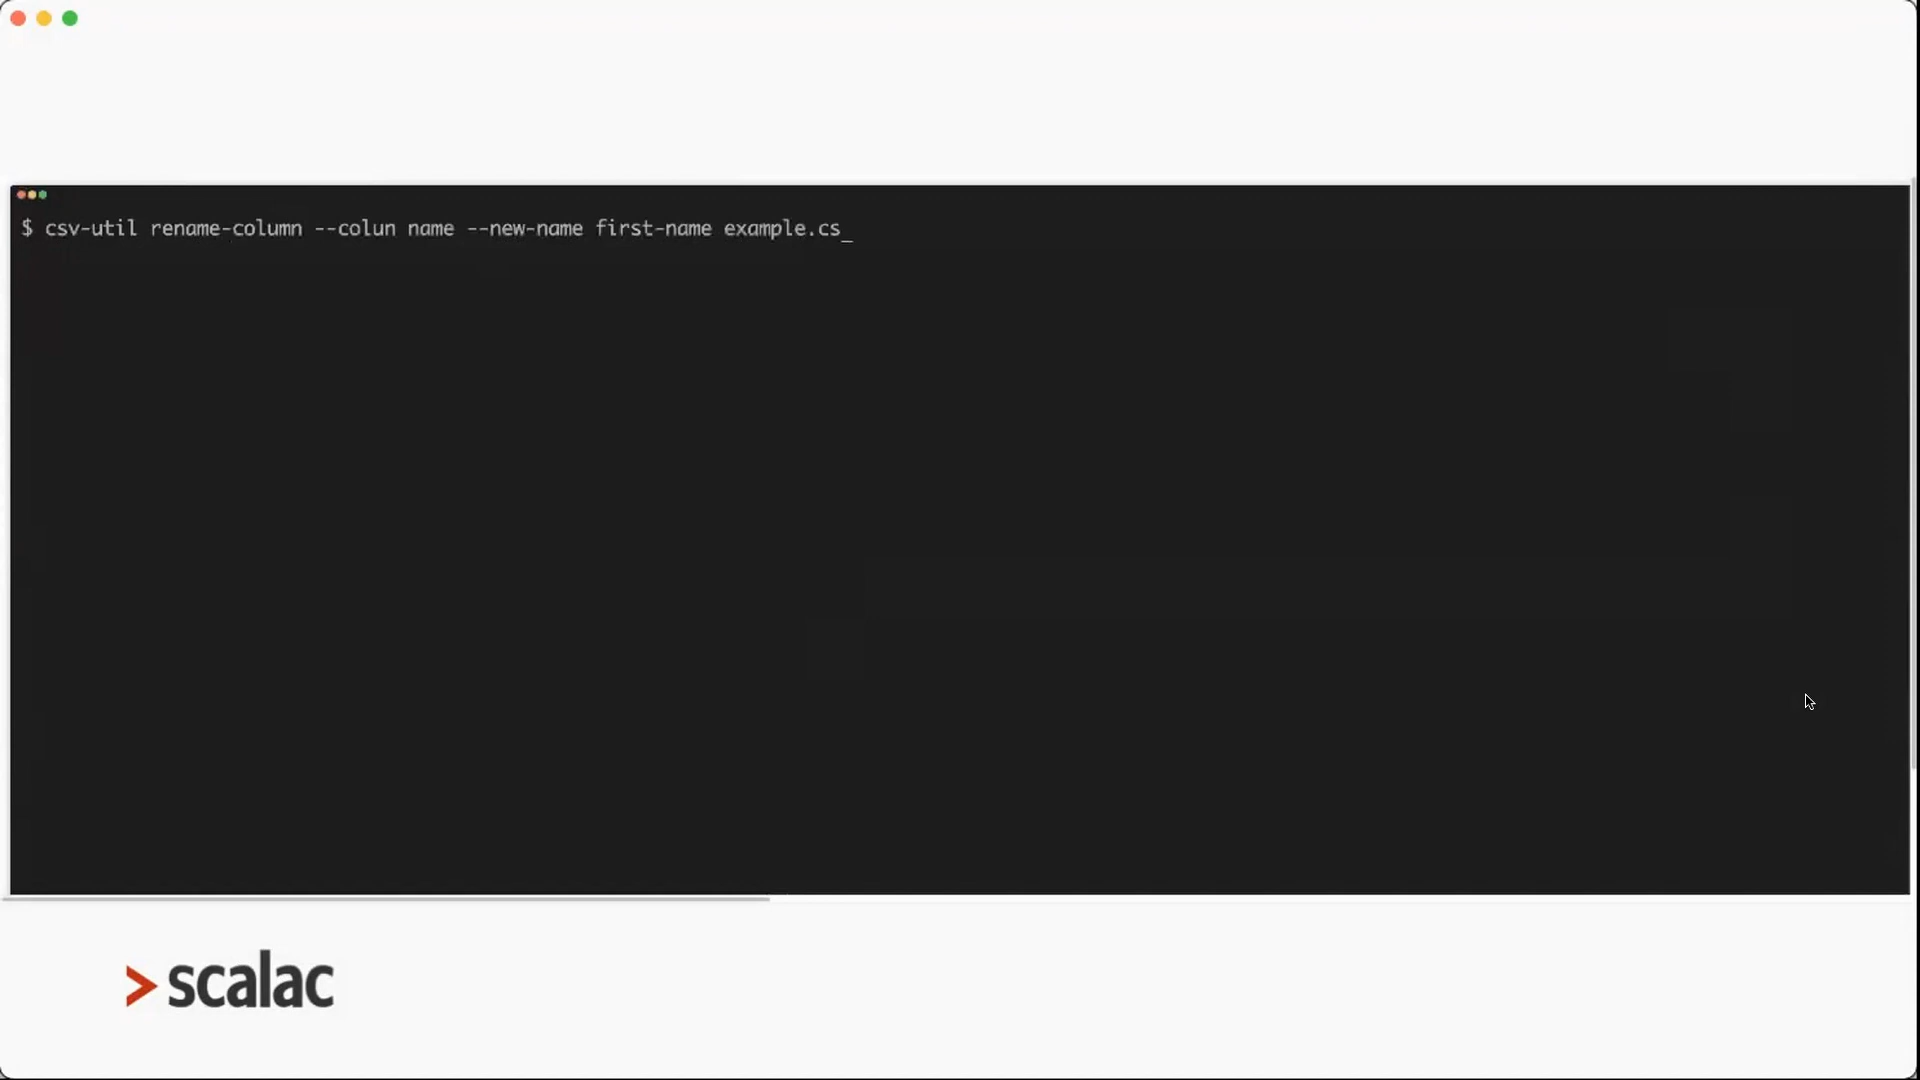 $ csv-util rename-column --colun name --new-name first-name example.cs_
> scalac